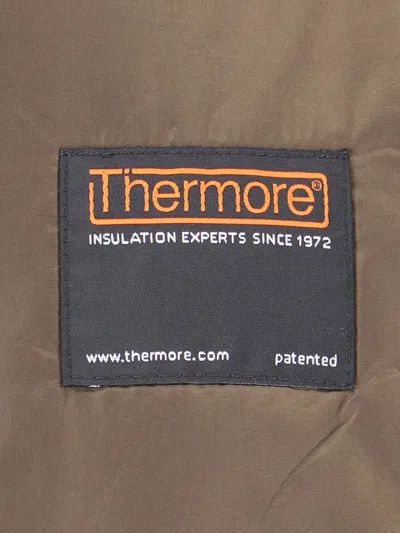 Thermore®
INSULATION EXPERTS SINCE 1972
www.thermore.com patented